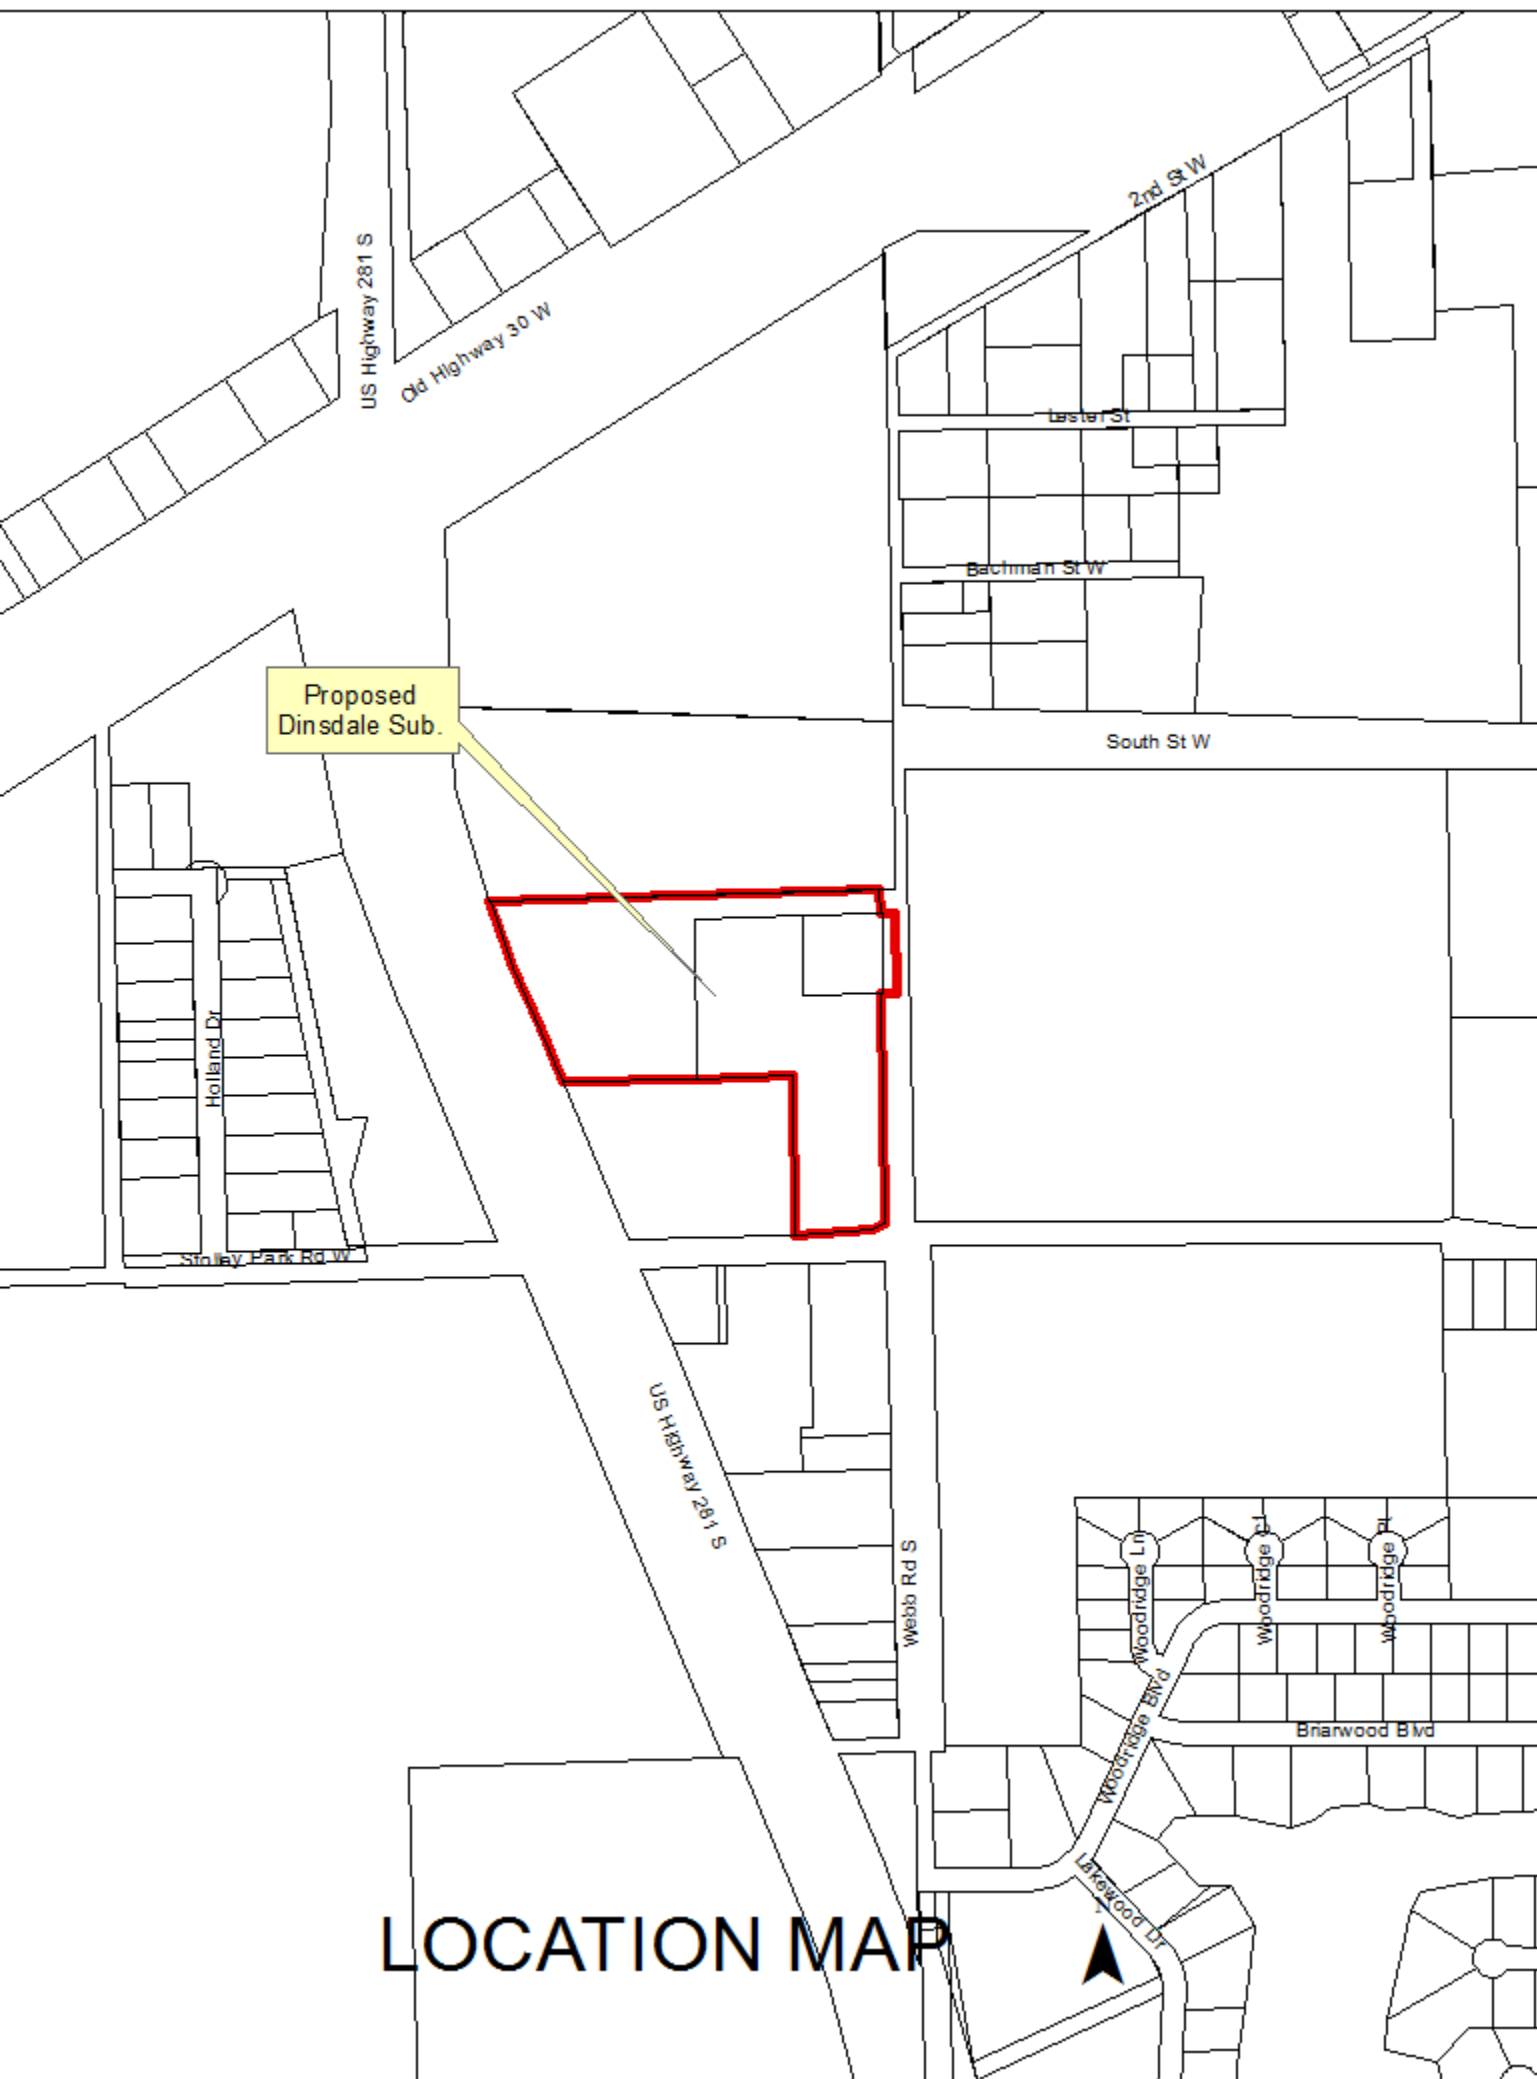 2nd St W
US Highway 281 S
Old Highway 30 W
Lester St
Bachman St W
Proposed
Dinsdale Sub.
South St W
Holland Dr
Stolley Park Rd W
US Highway 281 S
Webb Rd S
Woodridge Ln
Woodridge Ct
Woodridge Pl
Woodridge Blvd
Briarwood Blvd
Lakewood Dr
LOCATION MAP